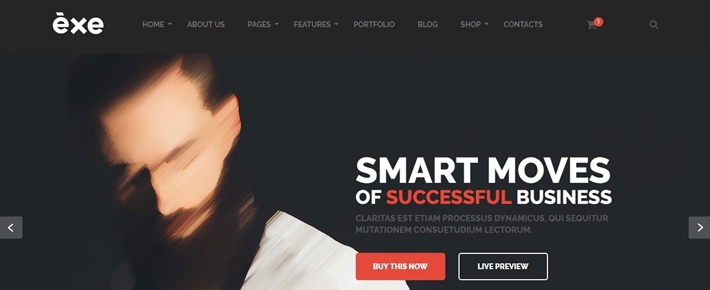 èxe
HOME ABOUT US PAGES FEATURES PORTFOLIO BLOG SHOP CONTACTS 1
SMART MOVES
OF SUCCESSFUL BUSINESS
CLARITAS EST ETIAM PROCESSUS DYNAMICUS, QUI SEQUITUR
MUTATIONEM CONSUETUDIUM LECTORUM.
BUY THIS NOW LIVE PREVIEW